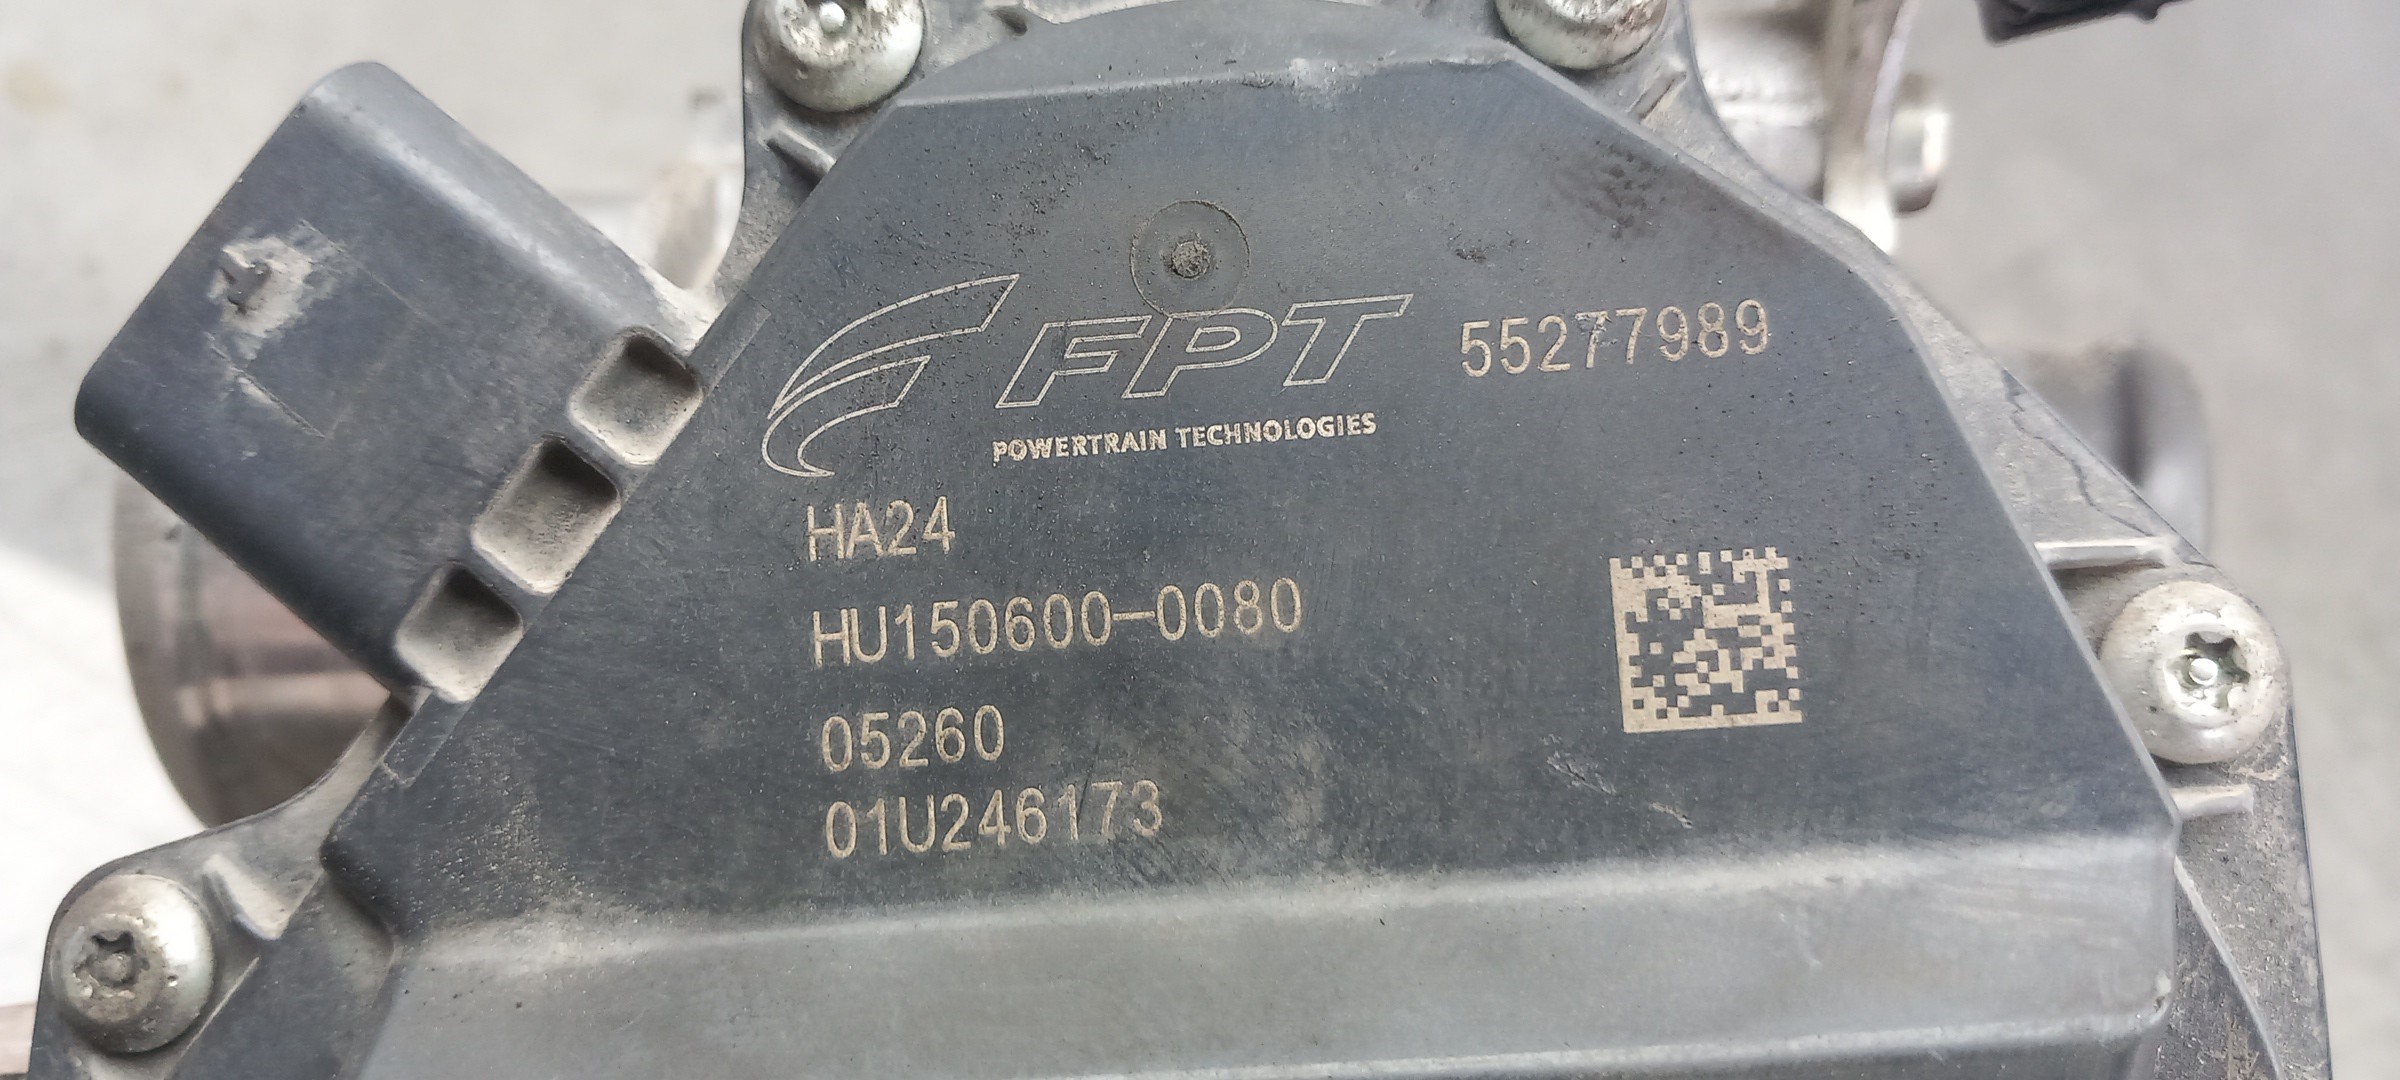 FPT 55277989
POWERTRAIN TECHNOLOGIES
HA24
HU150600-0080
05260
01U246173